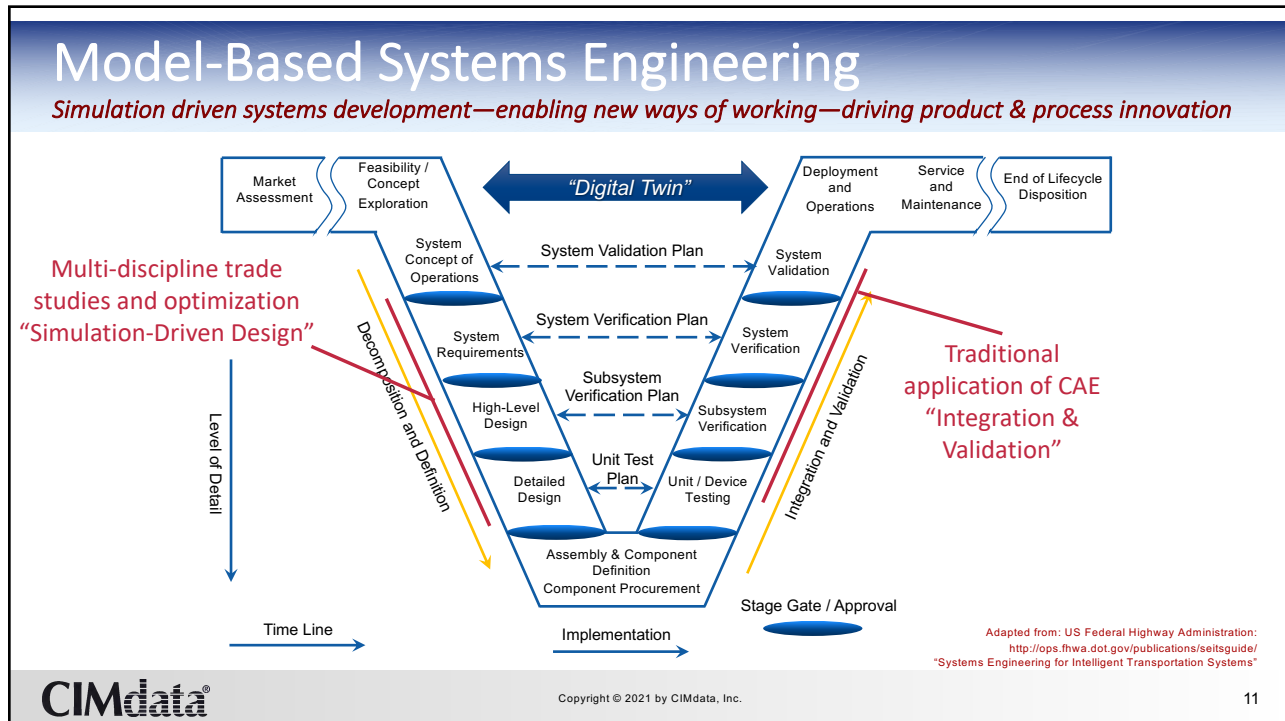 Model-Based Systems Engineering
Simulation driven systems development—enabling new ways of working—driving product & process innovation
Market
Assessment
Feasibility /
Concept
Exploration
“Digital Twin”
Deployment
and
Operations
Service
and
Maintenance
End of Lifecycle
Disposition
System
Concept of
Operations
System Validation Plan
System
Validation
Multi-discipline trade
studies and optimization
“Simulation-Driven Design”
System
Requirements
System Verification Plan
System
Verification
Traditional
application of CAE
“Integration &
Validation”
Decomposition and Definition
High-Level
Design
Subsystem
Verification Plan
Subsystem
Verification
Integration and Validation
Level of Detail
Detailed
Design
Unit Test
Plan
Unit / Device
Testing
Assembly & Component
Definition
Component Procurement
Stage Gate / Approval
Time Line
Implementation
Adapted from: US Federal Highway Administration:
http://ops.fhwa.dot.gov/publications/seitsguide/
“Systems Engineering for Intelligent Transportation Systems”
CIMdata®
Copyright © 2021 by CIMdata, Inc.
11